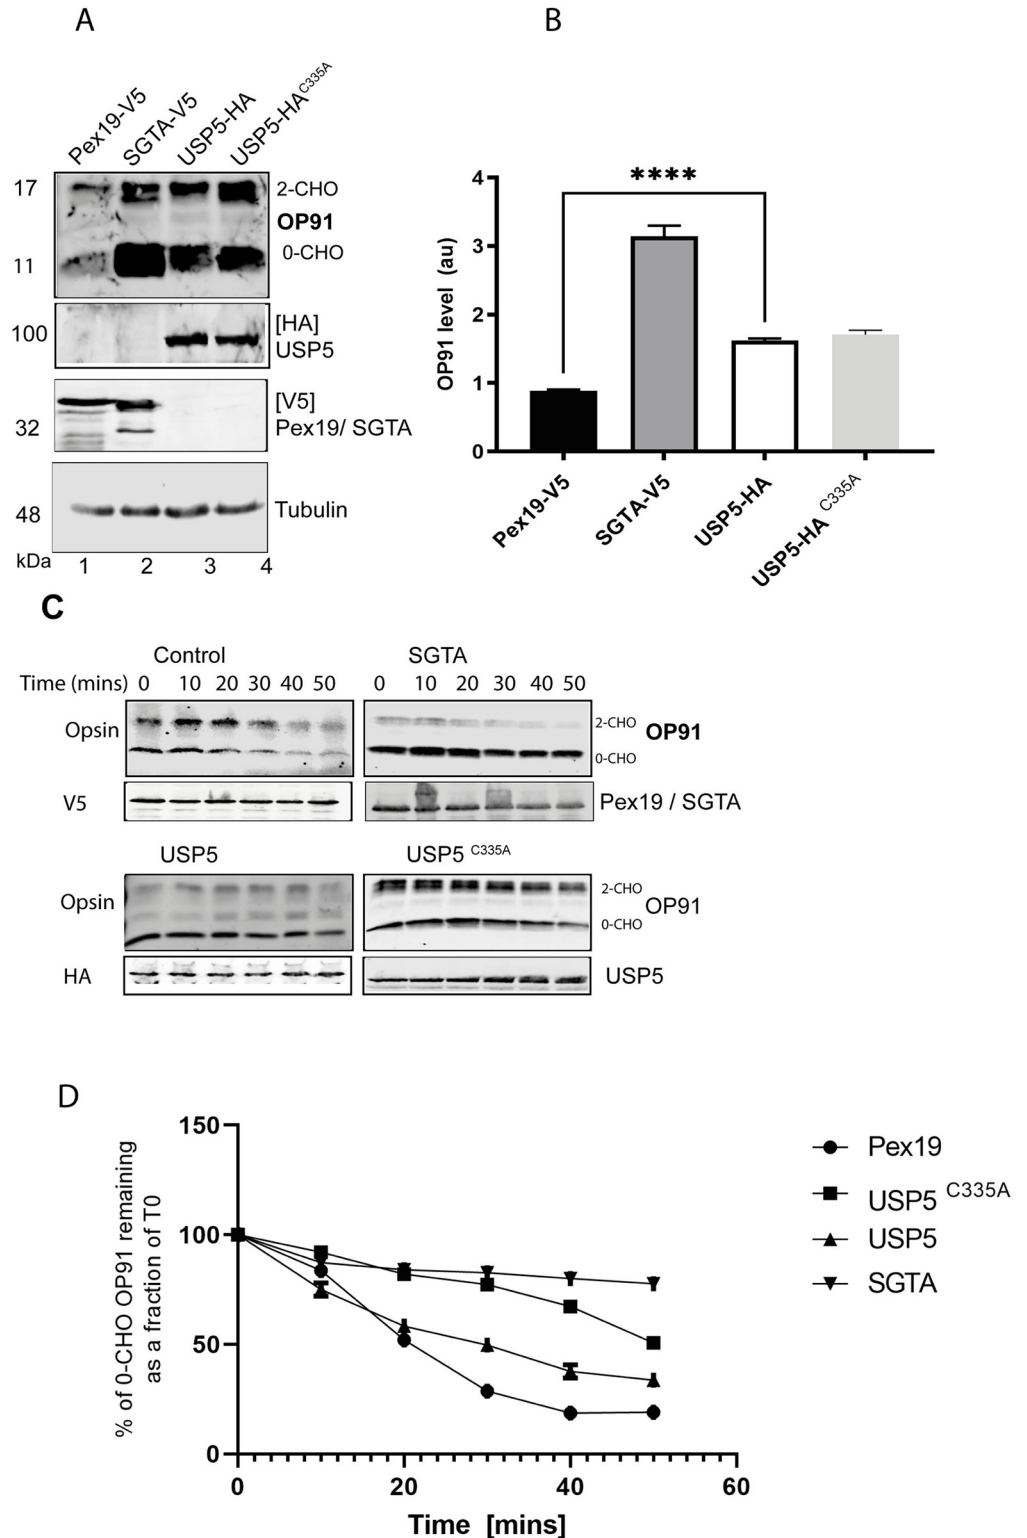 A
Pex19-V5
SGTA-V5
USP5-HA
USP5-HA C335A
17
2-CHO
OP91
11
0-CHO
100
[HA]
USP5
[V5]
32
Pex19/ SGTA
48
Tubulin
kDa
1 2 3 4
B
****
4
3
2
1
0
OP91 level (au)
Pex19-V5
SGTA-V5
USP5-HA
USP5-HA C335A
C
Control
SGTA
Time (mins) 0 10 20 30 40 50 0 10 20 30 40 50
Opsin
2-CHO
OP91
0-CHO
V5
Pex19 / SGTA
USP5
USP5 C335A
Opsin
2-CHO
OP91
0-CHO
HA
USP5
D
150
100
50
0
% of 0-CHO OP91 remaining
as a fraction of T0
0 20 40 60
Time [mins]
Pex19
USP5 C335A
USP5
SGTA